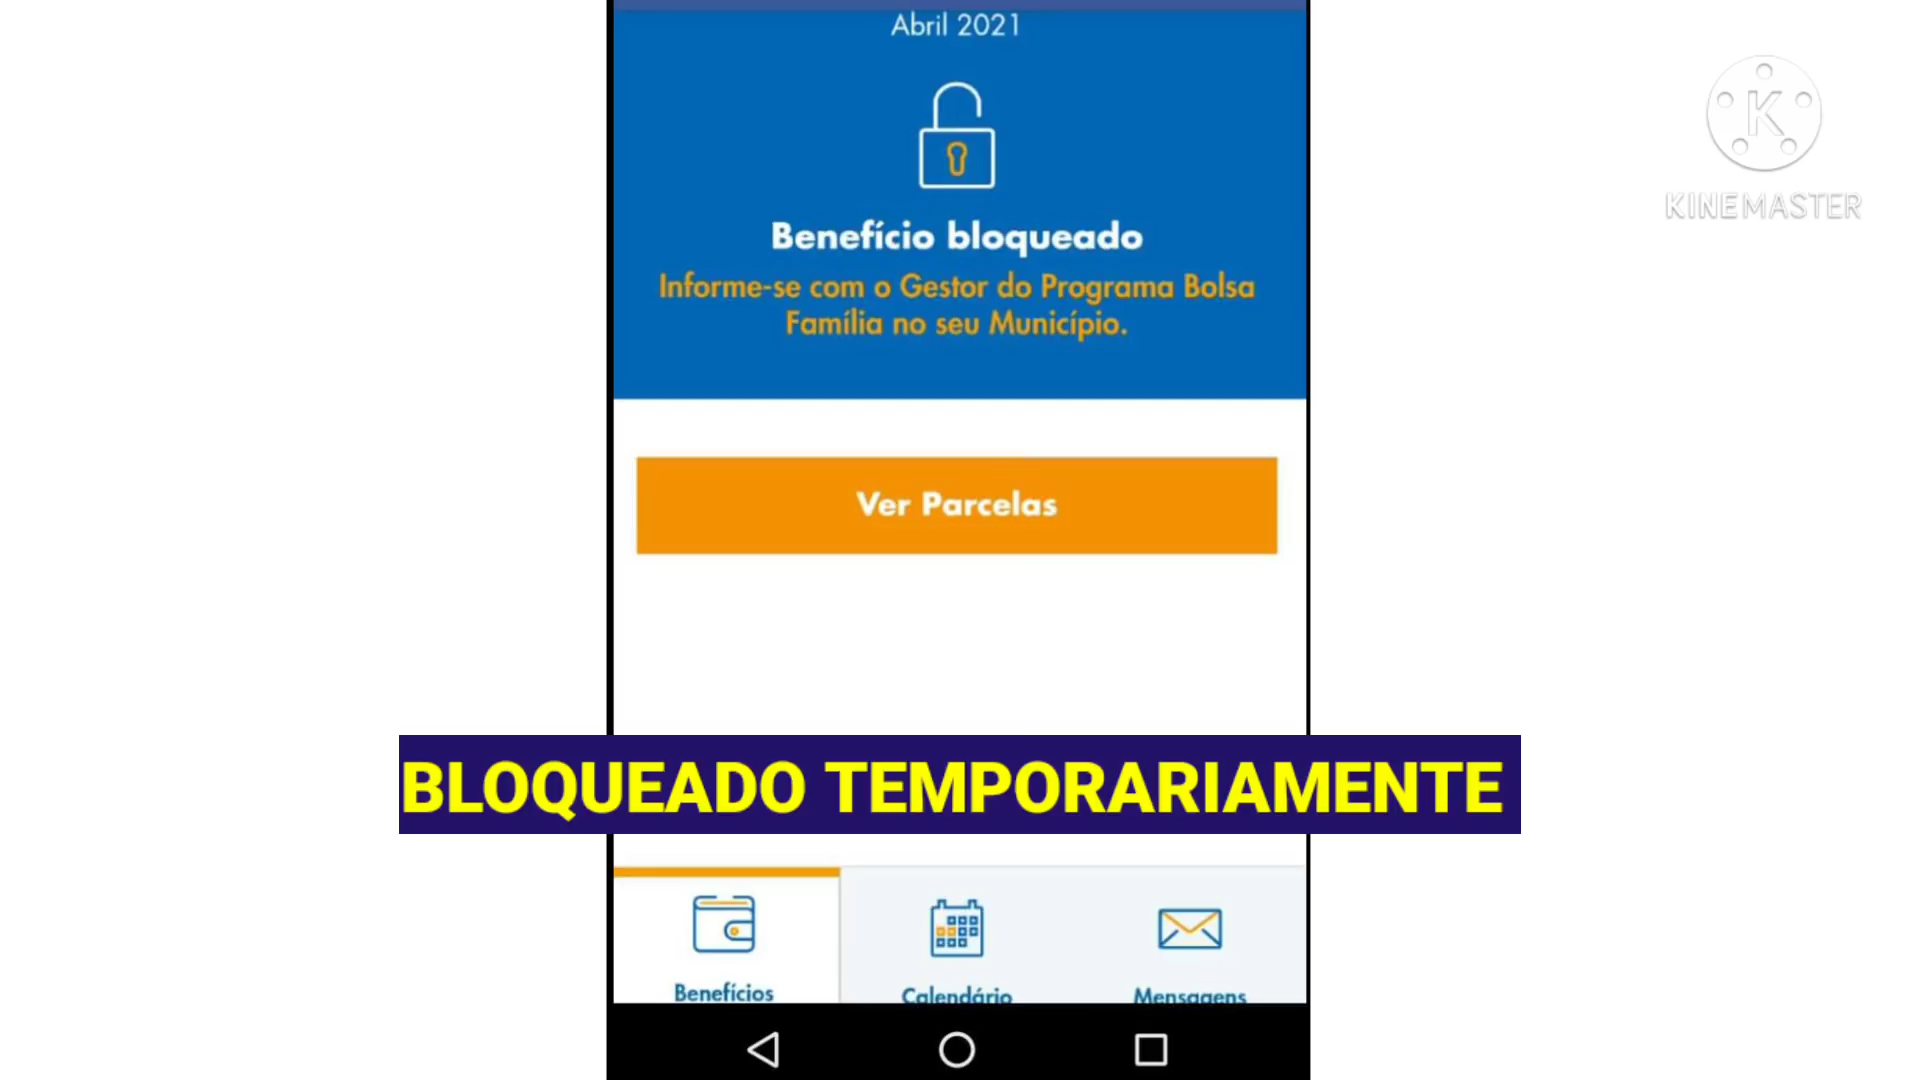 Abril 2021
K
KINEMASTER
Benefício bloqueado
Informe-se com o Gestor do Programa Bolsa
Família no seu Município.
Ver Parcelas
BLOQUEADO TEMPORARIAMENTE
Benefícios
Calendário
Mensagens